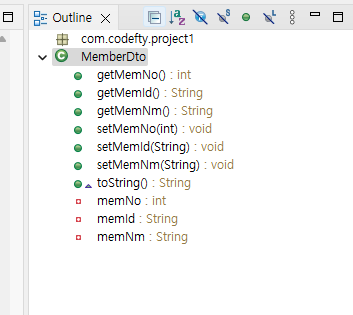 Outline
com.codefty.project1
MemberDto
getMemNo() : int
getMemId() : String
getMemNm() : String
setMemNo(int) : void
setMemId(String) : void
setMemNm(String) : void
toString() : String
memNo : int
memId : String
memNm : String